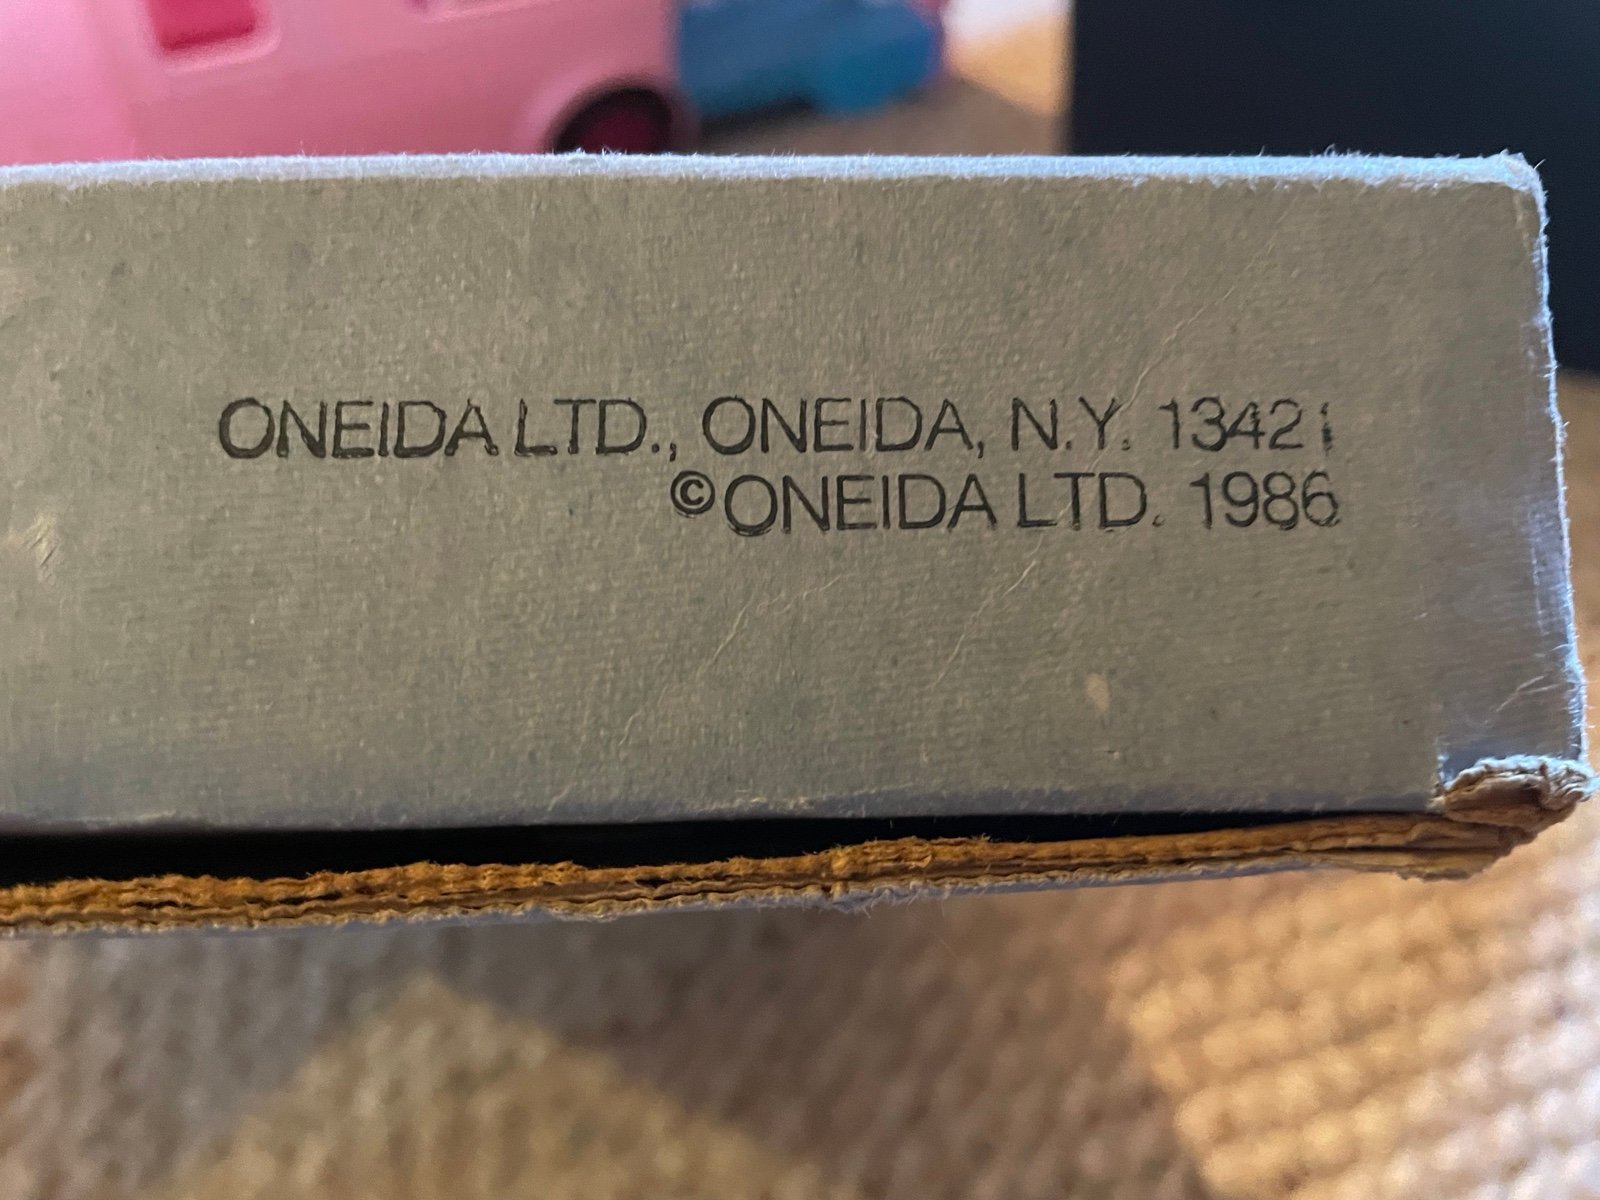 ONEIDA LTD., ONEIDA, N.Y. 13421
©ONEIDA LTD. 1986